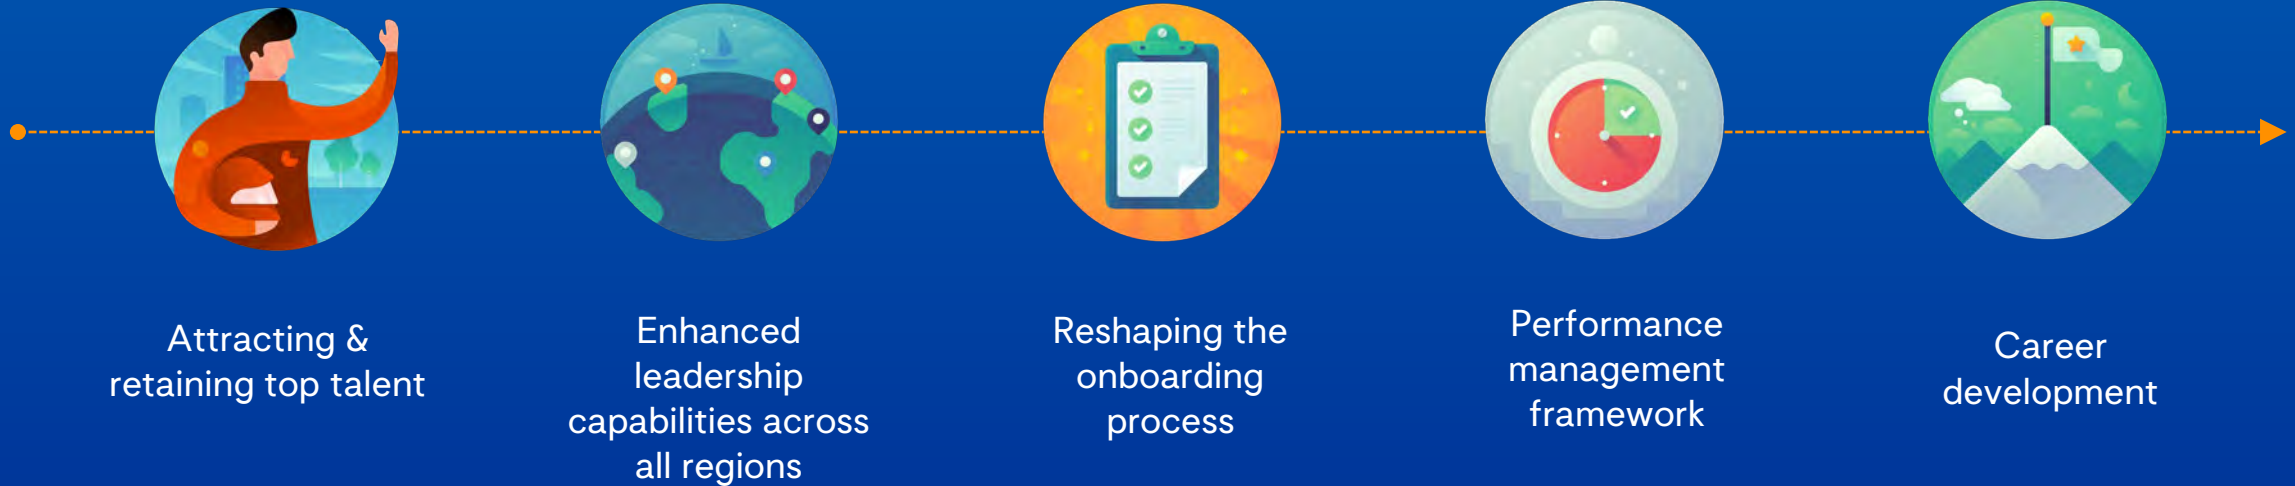 Attracting &
retaining top talent
Enhanced
leadership
capabilities across
all regions
Reshaping the
onboarding
process
Performance
management
framework
Career
development